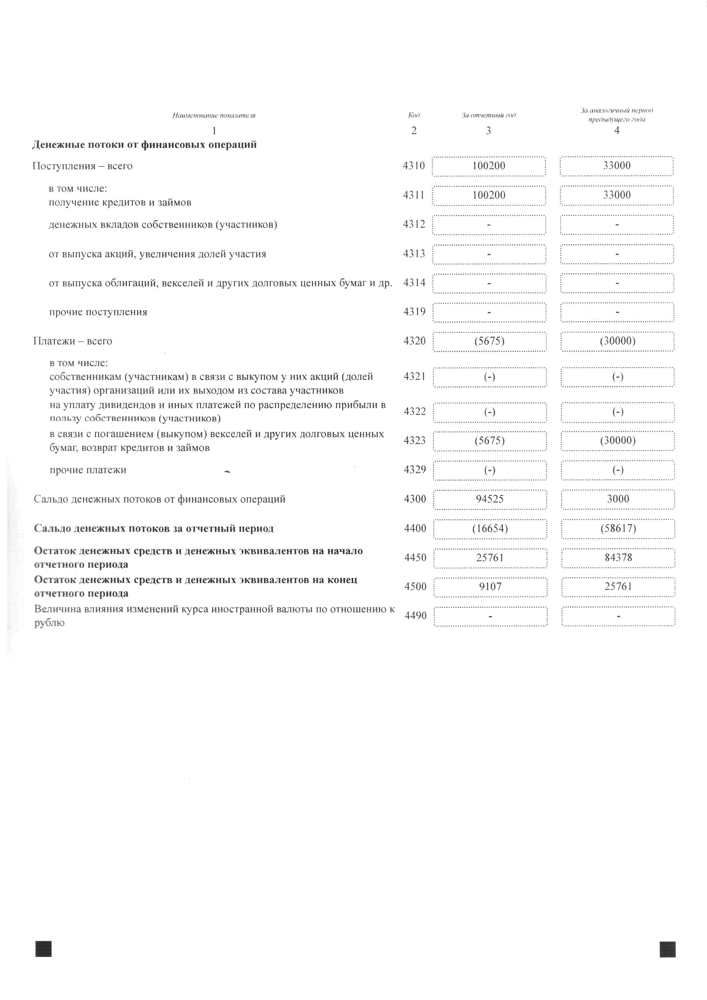 Наименование показателя Код За отчетный год За аналогичный период
предыдущего года
1 2 3 4
Денежные потоки от финансовых операций
Поступления – всего 4310 100200 33000
в том числе:
получение кредитов и займов 4311 100200 33000
денежных вкладов собственников (участников) 4312 - -
от выпуска акций, увеличения долей участия 4313 - -
от выпуска облигаций, векселей и других долговых ценных бумаг и др. 4314 - -
прочие поступления 4319 - -
Платежи – всего 4320 (5675) (30000)
в том числе:
собственникам (участникам) в связи с выкупом у них акций (долей 4321 (-) (-)
участия) организаций или их выходом из состава участников
на уплату дивидендов и иных платежей по распределению прибыли в 4322 (-) (-)
пользу собственников (участников)
в связи с погашением (выкупом) векселей и других долговых ценных 4323 (5675) (30000)
бумаг, возврат кредитов и займов
прочие платежи 4329 (-) (-)
Сальдо денежных потоков от финансовых операций 4300 94525 3000
Сальдо денежных потоков за отчетный период 4400 (16654) (58617)
Остаток денежных средств и денежных эквивалентов на начало 4450 25761 84378
отчетного периода
Остаток денежных средств и денежных эквивалентов на конец 4500 9107 25761
отчетного периода
Величина влияния изменений курса иностранной валюты по отношению к 4490 - -
рублю